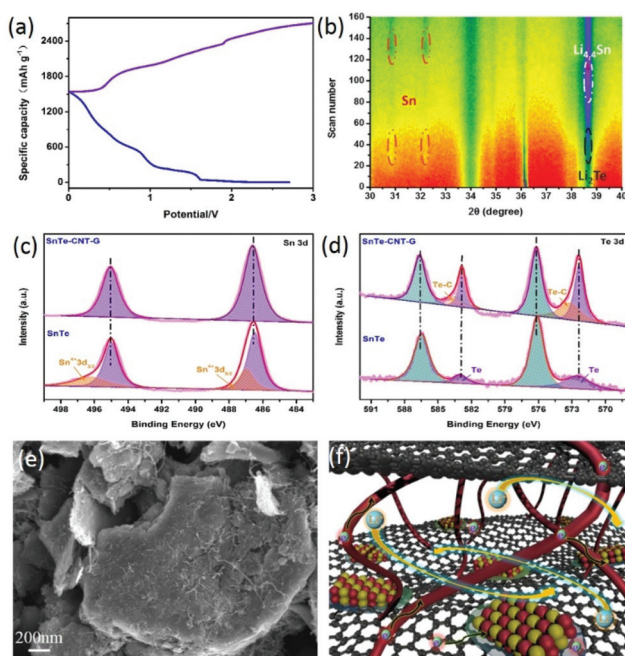 (a)
Specific capacity (mAh g⁻¹)
2400
1800
1200
600
0
0 1 2 3
Potential/V
(b)
Scan number
160
140
120
100
80
60
40
20
0
Li4.4Sn
Sn
Li2Te
30 31 32 33 34 35 36 37 38 39 40
2θ (degree)
(c)
SnTe-CNT-G
Sn 3d
Intensity (a.u.)
SnTe
Sn⁴⁺3d3/2
Sn⁴⁺3d5/2
498 496 494 492 490 488 486 484
Binding Energy (eV)
(d)
SnTe-CNT-G
Te 3d
Intensity (a.u.)
Te-C
Te-C
SnTe
Te
Te
591 588 585 582 579 576 573 570
Binding Energy (eV)
(e)
200nm
(f)